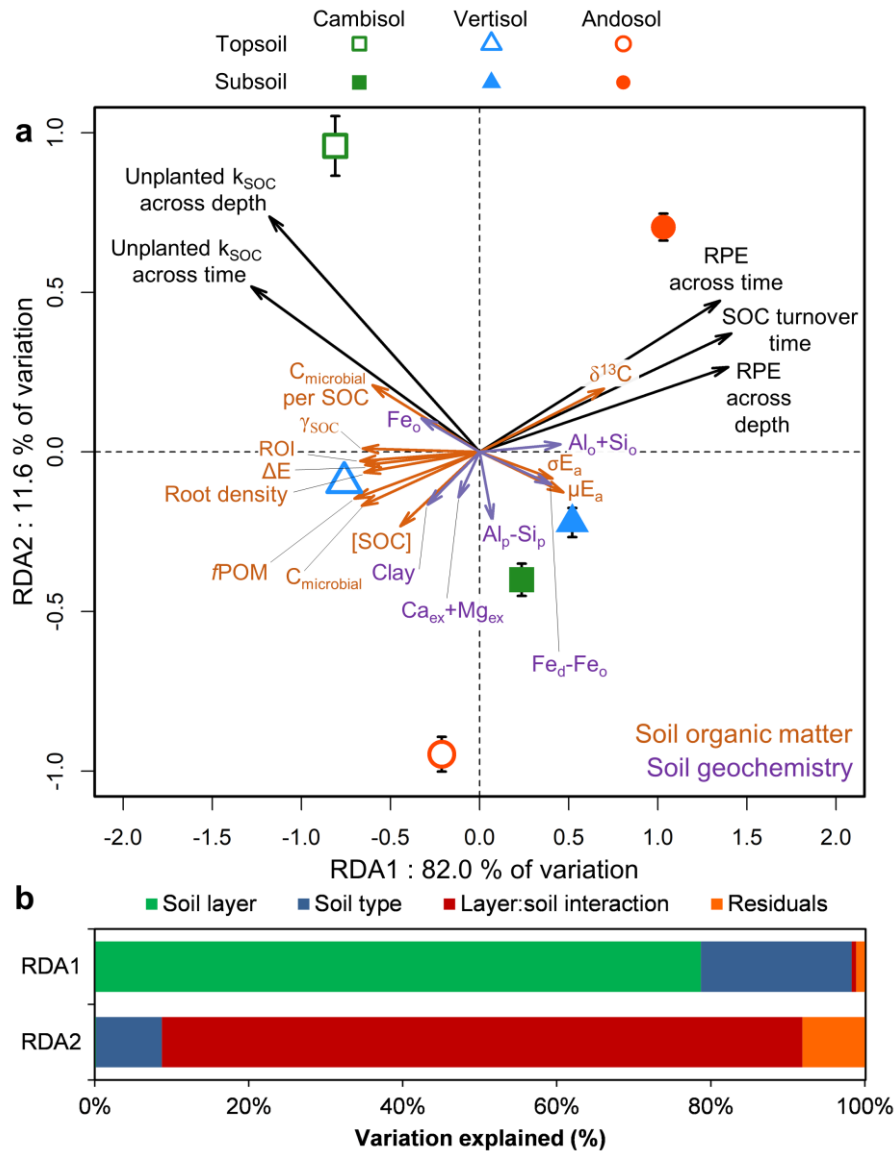 Cambisol Vertisol Andosol
Topsoil
Subsoil
a
1.0
0.5
0.0
-0.5
-1.0
RDA2 : 11.6 % of variation
Unplanted k_SOC
across depth
Unplanted k_SOC
across time
RPE
across time
SOC turnover
time
RPE
across
depth
δ¹³C
C_microbial
per SOC
Fe_o
γ_SOC
ROI
ΔE
Root density
Al_o+Si_o
σE_a
μE_a
[SOC]
Al_p-Si_p
fPOM
C_microbial
Clay
Ca_ex+Mg_ex
Fe_d-Fe_o
Soil organic matter
Soil geochemistry
-2.0 -1.5 -1.0 -0.5 0.0 0.5 1.0 1.5 2.0
RDA1 : 82.0 % of variation
b
Soil layer Soil type Layer:soil interaction Residuals
RDA1
RDA2
0% 20% 40% 60% 80% 100%
Variation explained (%)